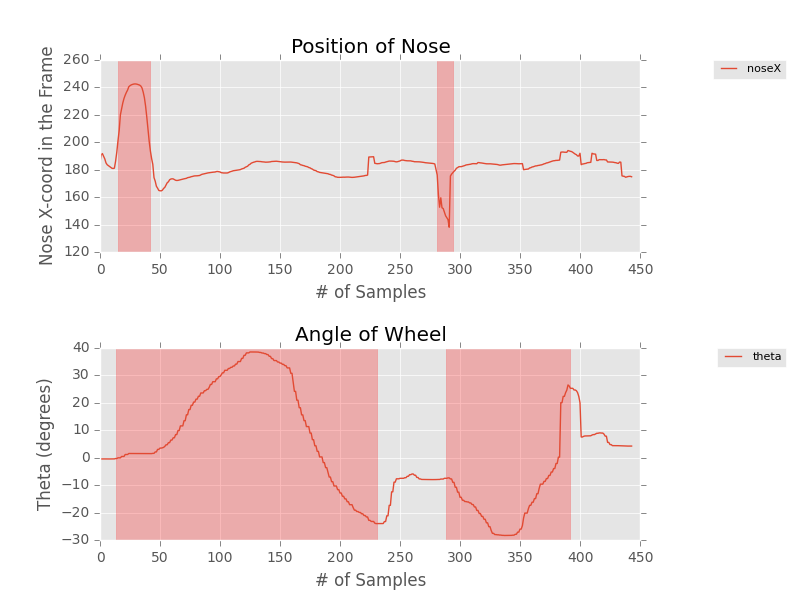 Position of Nose
noseX
Nose X-coord in the Frame
260
240
220
200
180
160
140
120
0 50 100 150 200 250 300 350 400 450
# of Samples
Angle of Wheel
theta
Theta (degrees)
40
30
20
10
0
−10
−20
−30
0 50 100 150 200 250 300 350 400 450
# of Samples